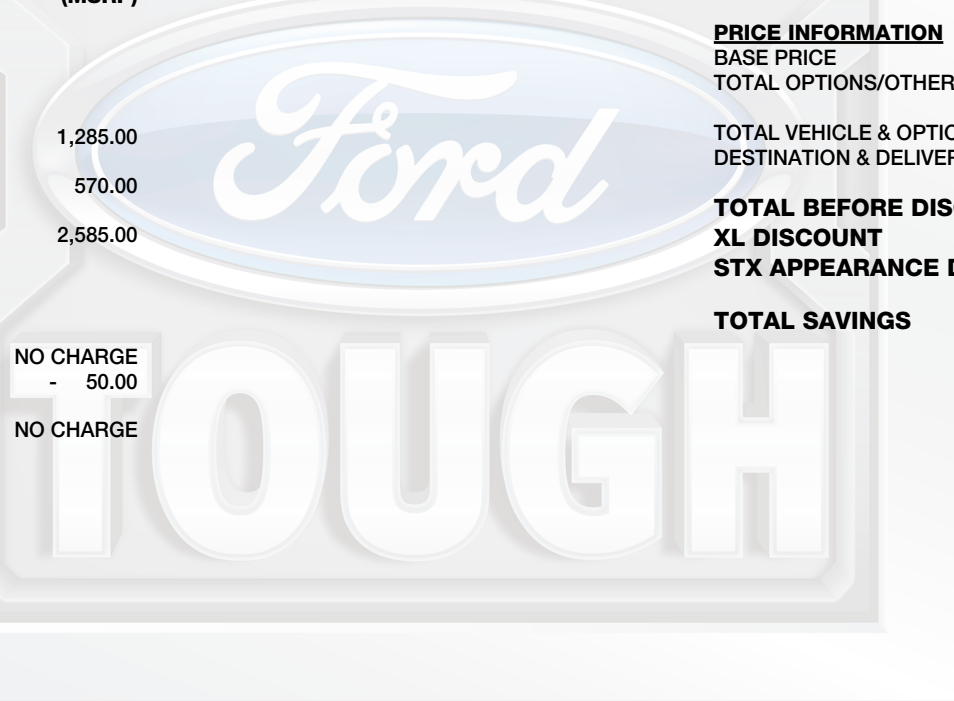 (MSRP)
1,285.00
570.00
2,585.00
NO CHARGE
- 50.00
NO CHARGE
PRICE INFORMATION
BASE PRICE
TOTAL OPTIONS/OTHER
TOTAL VEHICLE & OPTIO
DESTINATION & DELIVER
TOTAL BEFORE DIS
XL DISCOUNT
STX APPEARANCE
TOTAL SAVINGS
Ford
TOUGH